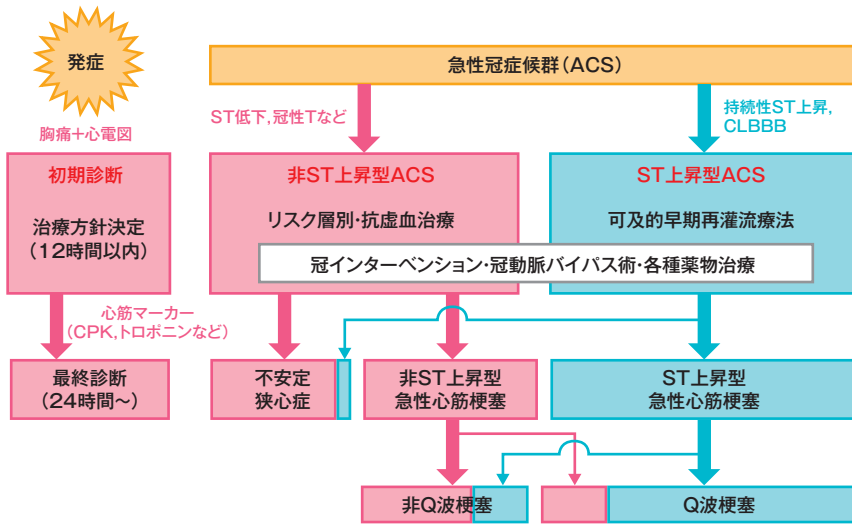 発症
急性冠症候群（ACS）
ST低下,冠性Tなど
持続性ST上昇,
CLBBB
胸痛＋心電図
初期診断
治療方針決定
（12時間以内）
非ST上昇型ACS
リスク層別・抗虚血治療
ST上昇型ACS
可及的早期再灌流療法
冠インターベンション・冠動脈バイパス術・各種薬物治療
心筋マーカー
（CPK,トロポニンなど）
最終診断
（24時間〜）
不安定
狭心症
非ST上昇型
急性心筋梗塞
ST上昇型
急性心筋梗塞
非Q波梗塞
Q波梗塞